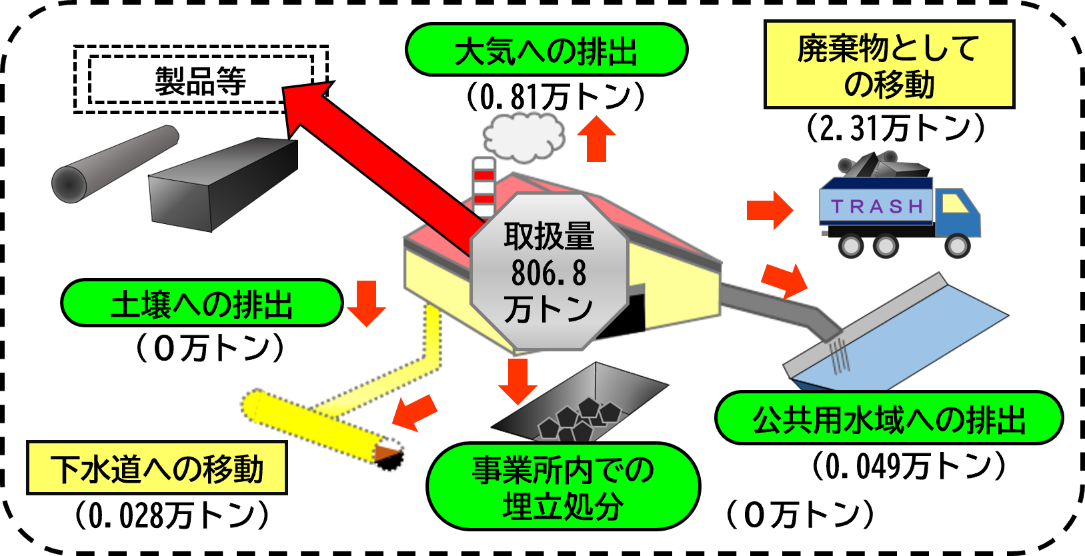 製品等
大気への排出
(0.81万トン)
廃棄物として
の移動
(2.31万トン)
TRASH
取扱量
806.8
万トン
土壌への排出
(0万トン)
公共用水域への排出
(0.049万トン)
下水道への移動
(0.028万トン)
事業所内での
埋立処分
(0万トン)